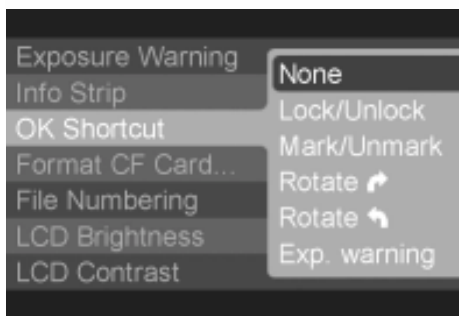 Exposure Warning
Info Strip
OK Shortcut
Format CF Card...
File Numbering
LCD Brightness
LCD Contrast
None
Lock/Unlock
Mark/Unmark
Rotate
Rotate
Exp. warning